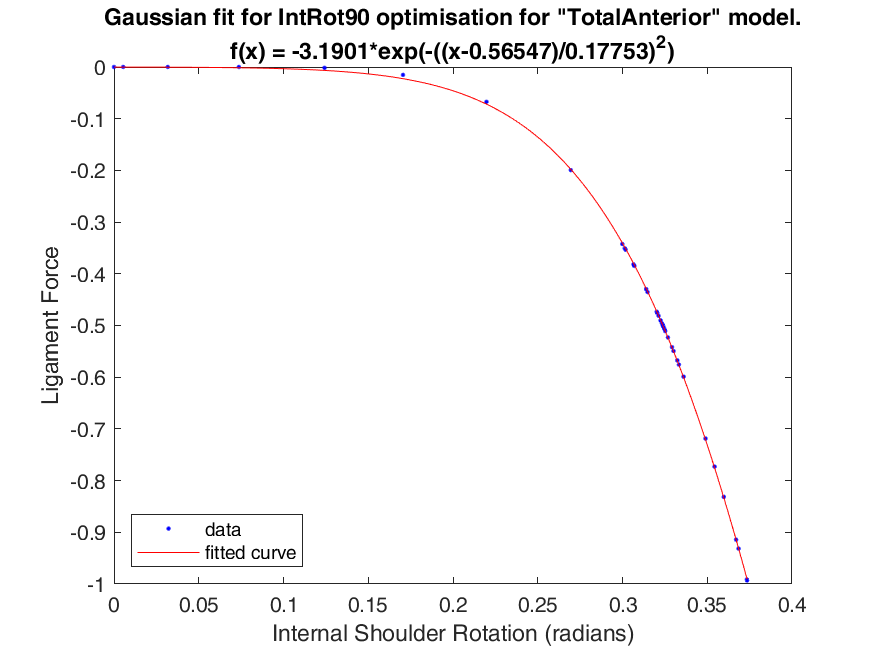 Gaussian fit for IntRot90 optimisation for "TotalAnterior" model.
f(x) = -3.1901*exp(-((x-0.56547)/0.17753)²)
0
-0.1
-0.2
-0.3
-0.4
-0.5
-0.6
-0.7
-0.8
-0.9
-1
Ligament Force
data
fitted curve
0 0.05 0.1 0.15 0.2 0.25 0.3 0.35 0.4
Internal Shoulder Rotation (radians)